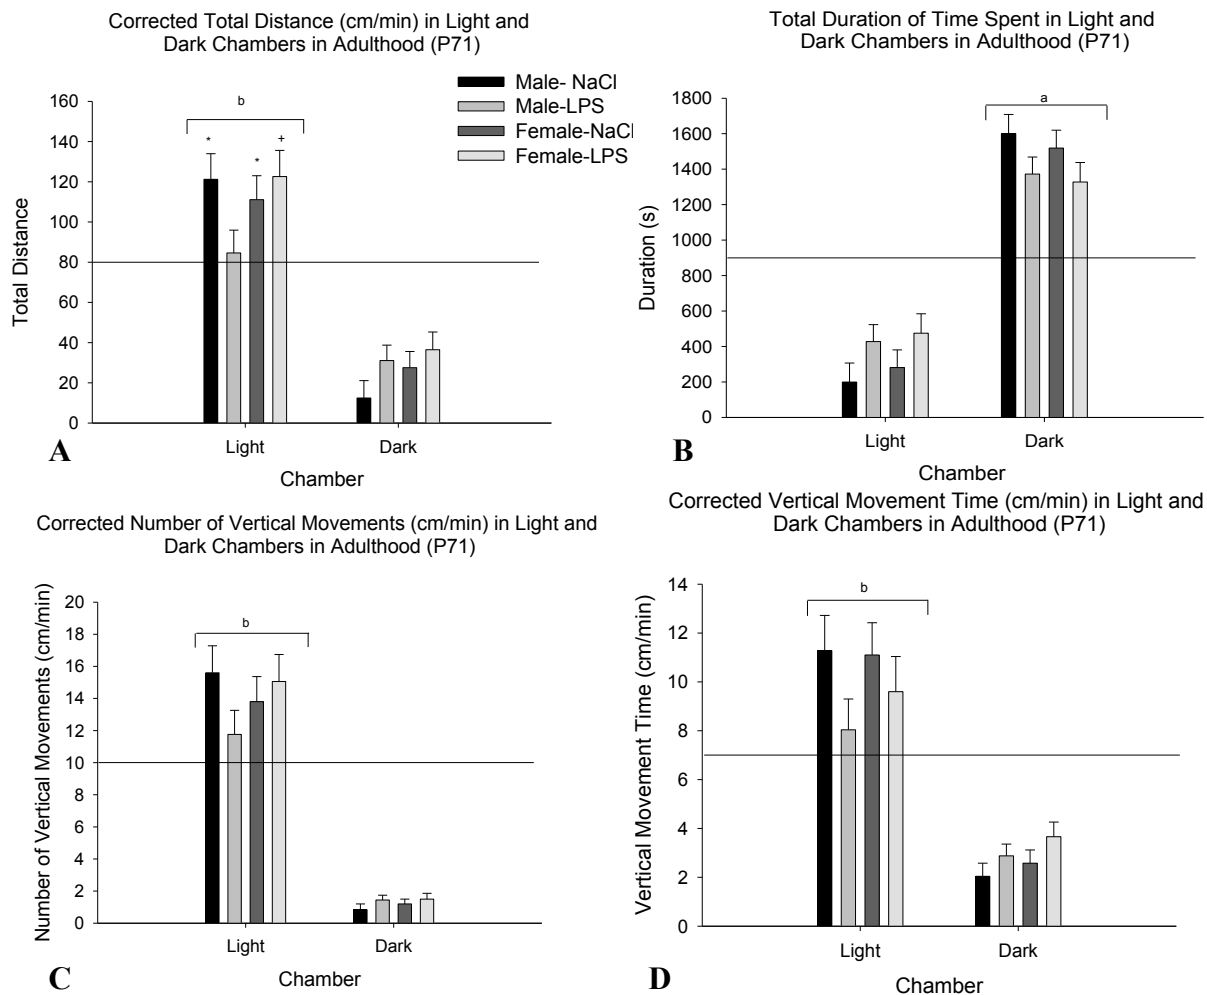 Corrected Total Distance (cm/min) in Light and
Dark Chambers in Adulthood (P71)
Male- NaCl
Male-LPS
Female-NaCl
Female-LPS
b
*
*
+
160
140
120
100
80
60
40
20
0
Total Distance
Light
Dark
Chamber
A
Total Duration of Time Spent in Light and
Dark Chambers in Adulthood (P71)
a
1800
1600
1400
1200
1000
800
600
400
200
0
Duration (s)
Light
Dark
Chamber
B
Corrected Number of Vertical Movements (cm/min) in Light and
Dark Chambers in Adulthood (P71)
b
20
18
16
14
12
10
8
6
4
2
0
Number of Vertical Movements (cm/min)
Light
Dark
Chamber
C
Corrected Vertical Movement Time (cm/min) in Light and
Dark Chambers in Adulthood (P71)
b
14
12
10
8
6
4
2
0
Vertical Movement Time (cm/min)
Light
Dark
Chamber
D